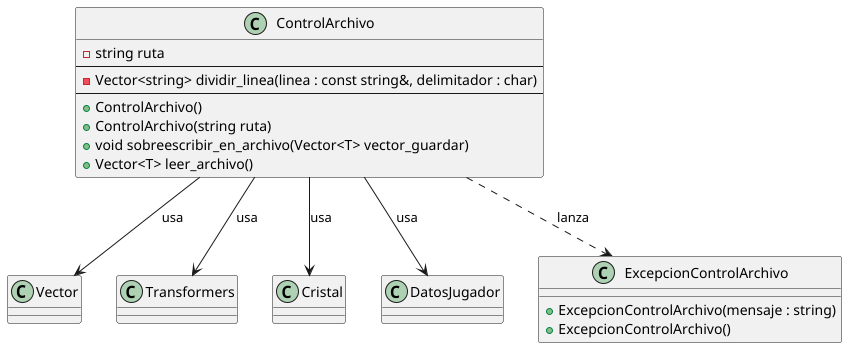 C ControlArchivo
string ruta
Vector<string> dividir_linea(linea : const string&, delimitador : char)
ControlArchivo()
ControlArchivo(string ruta)
void sobreescribir_en_archivo(Vector<T> vector_guardar)
Vector<T> leer_archivo()
usa
usa
usa
usa
lanza
C Vector
C Transformers
C Cristal
C DatosJugador
C ExcepcionControlArchivo
ExcepcionControlArchivo(mensaje : string)
ExcepcionControlArchivo()